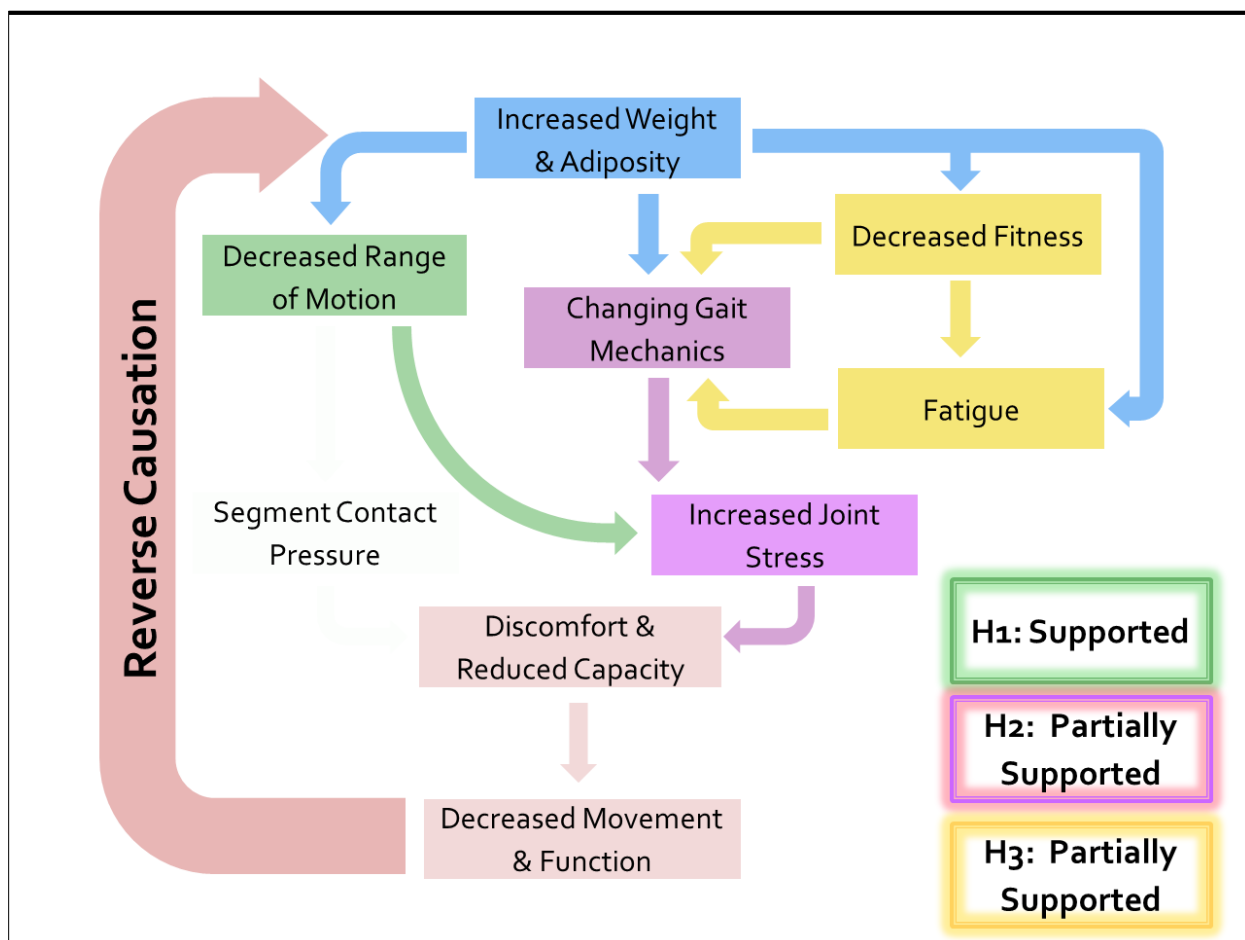 Increased Weight
& Adiposity
Decreased Range
of Motion
Decreased Fitness
Changing Gait
Mechanics
Fatigue
Reverse Causation
Segment Contact
Pressure
Increased Joint
Stress
Discomfort &
Reduced Capacity
Decreased Movement
& Function
H1: Supported
H2: Partially
Supported
H3: Partially
Supported